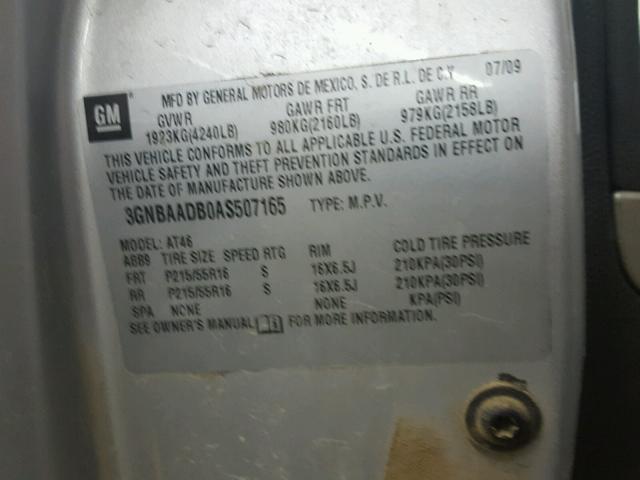 GM ® MFD BY GENERAL MOTORS DE MEXICO, S. DE R.L. DE C.V 07/09
GVWR GAWR FRT GAWR RR
1923KG(4240LB) 980KG(2160LB) 979KG(2158LB)
THIS VEHICLE CONFORMS TO ALL APPLICABLE U.S. FEDERAL MOTOR
VEHICLE SAFETY AND THEFT PREVENTION STANDARDS IN EFFECT ON
THE DATE OF MANUFACTURE SHOWN ABOVE.
3GNBAADB0AS507165 TYPE: M.P.V.
MODEL: AT46
A889 TIRE SIZE SPEED RTG RIM COLD TIRE PRESSURE
FRT P215/55R16 S 16X6.5J 210KPA(30PSI)
RR P215/55R16 S 16X6.5J 210KPA(30PSI)
SPA NONE NONE KPA(PSI)
SEE OWNER'S MANUAL FOR MORE INFORMATION.